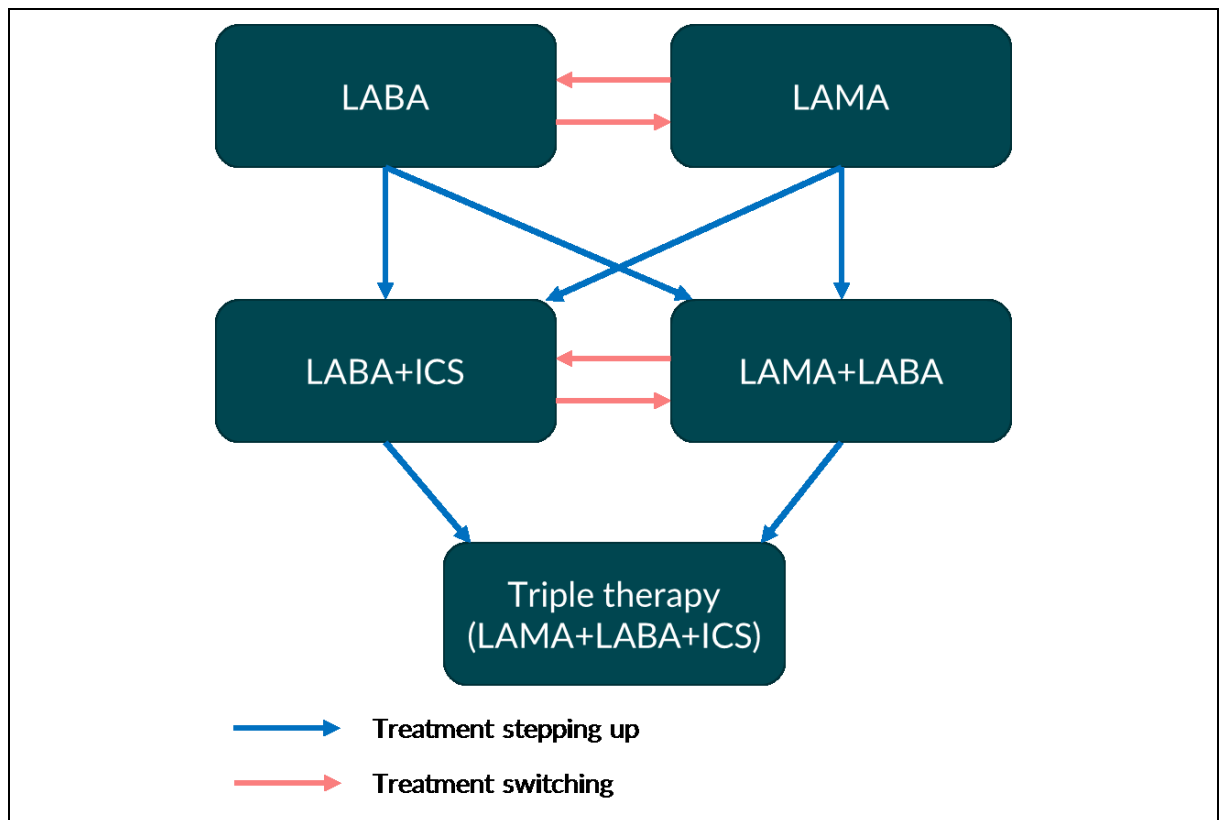 LABA
LAMA
LABA+ICS
LAMA+LABA
Triple therapy
(LAMA+LABA+ICS)
Treatment stepping up
Treatment switching